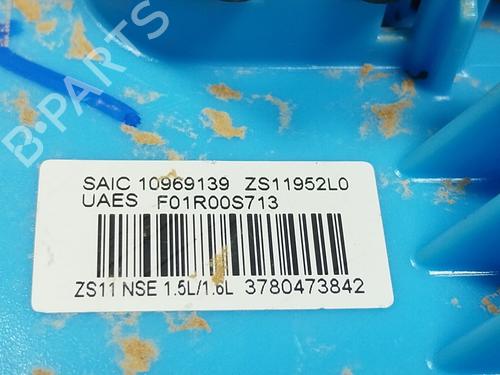 B-PARTS
SAIC 10969139 ZS11952L0
UAES F01R00S713
ZS11 NSE 1.5L/1.6L 3780473842